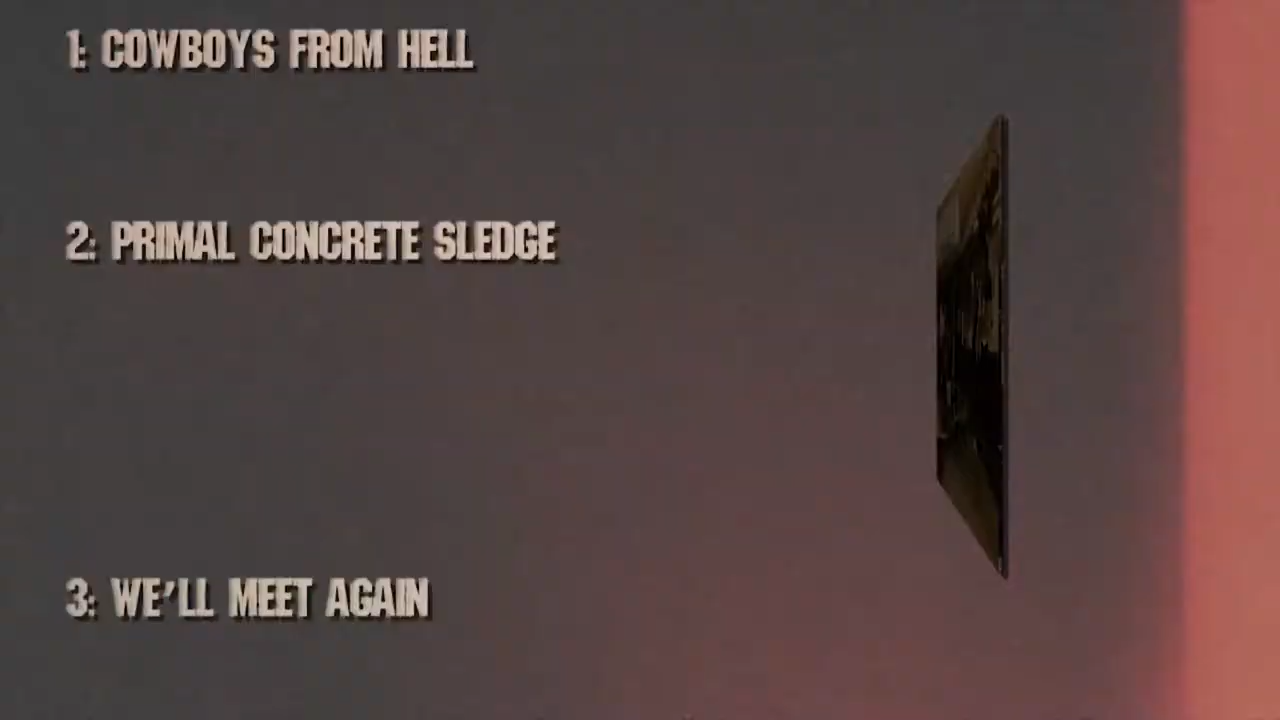 1: COWBOYS FROM HELL
2: PRIMAL CONCRETE SLEDGE
3: WE'LL MEET AGAIN